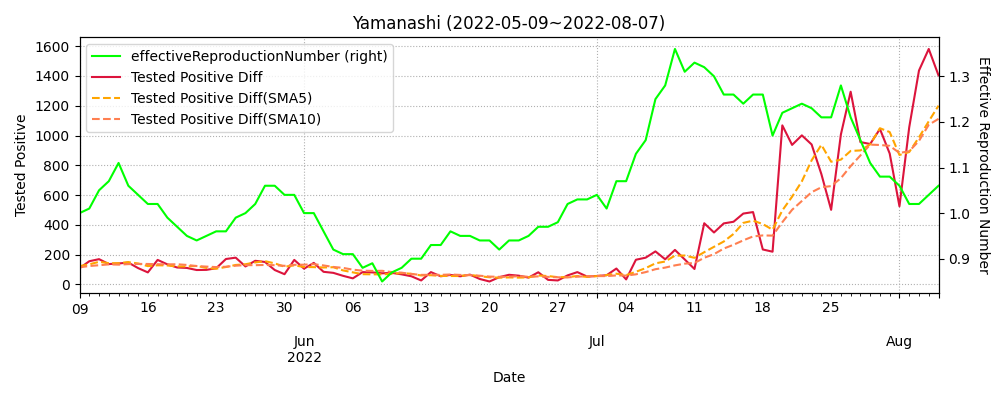 Yamanashi (2022-05-09~2022-08-07)
effectiveReproductionNumber (right)
Tested Positive Diff
Tested Positive Diff(SMA5)
Tested Positive Diff(SMA10)
Tested Positive
1600
1400
1200
1000
800
600
400
200
0
Effective Reproduction Number
1.3
1.2
1.1
1.0
0.9
09 16 23 30 06 13 20 27 04 11 18 25
Jun Jul Aug
2022
Date